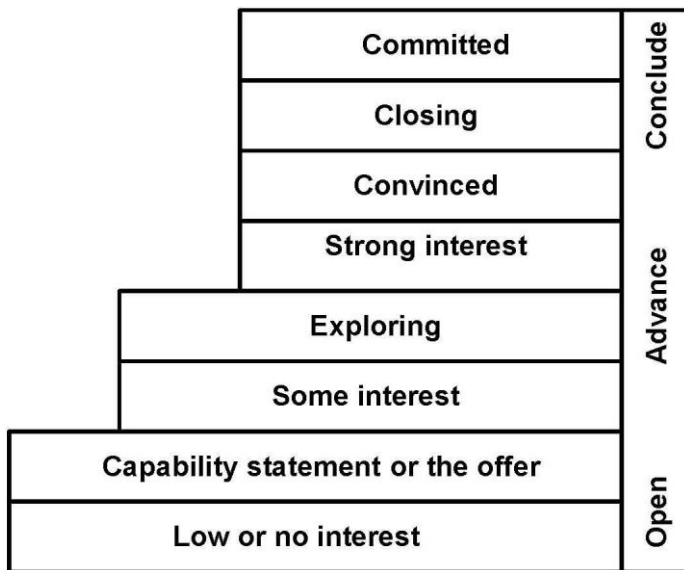 Committed
Closing
Convinced
Strong interest
Exploring
Some interest
Capability statement or the offer
Low or no interest
Conclude
Advance
Open